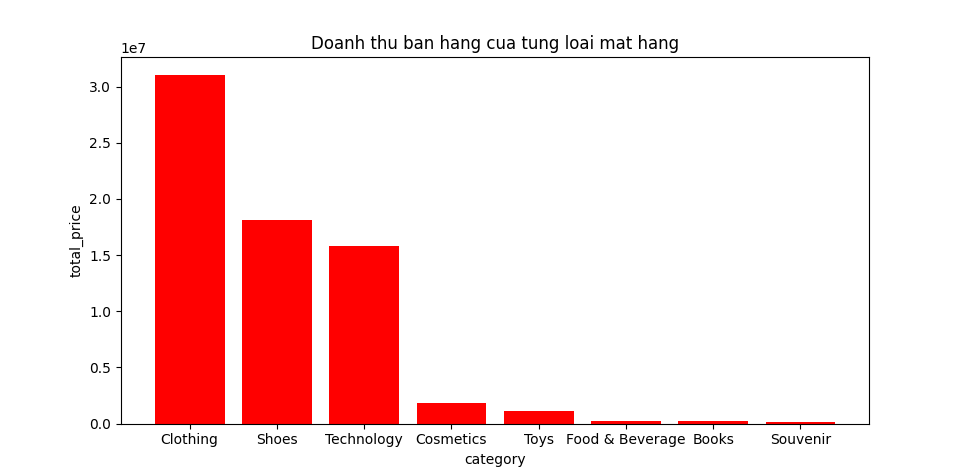 Doanh thu ban hang cua tung loai mat hang
1e7
3.0
2.5
2.0
1.5
1.0
0.5
0.0
total_price
Clothing Shoes Technology Cosmetics Toys Food & Beverage Books Souvenir
category